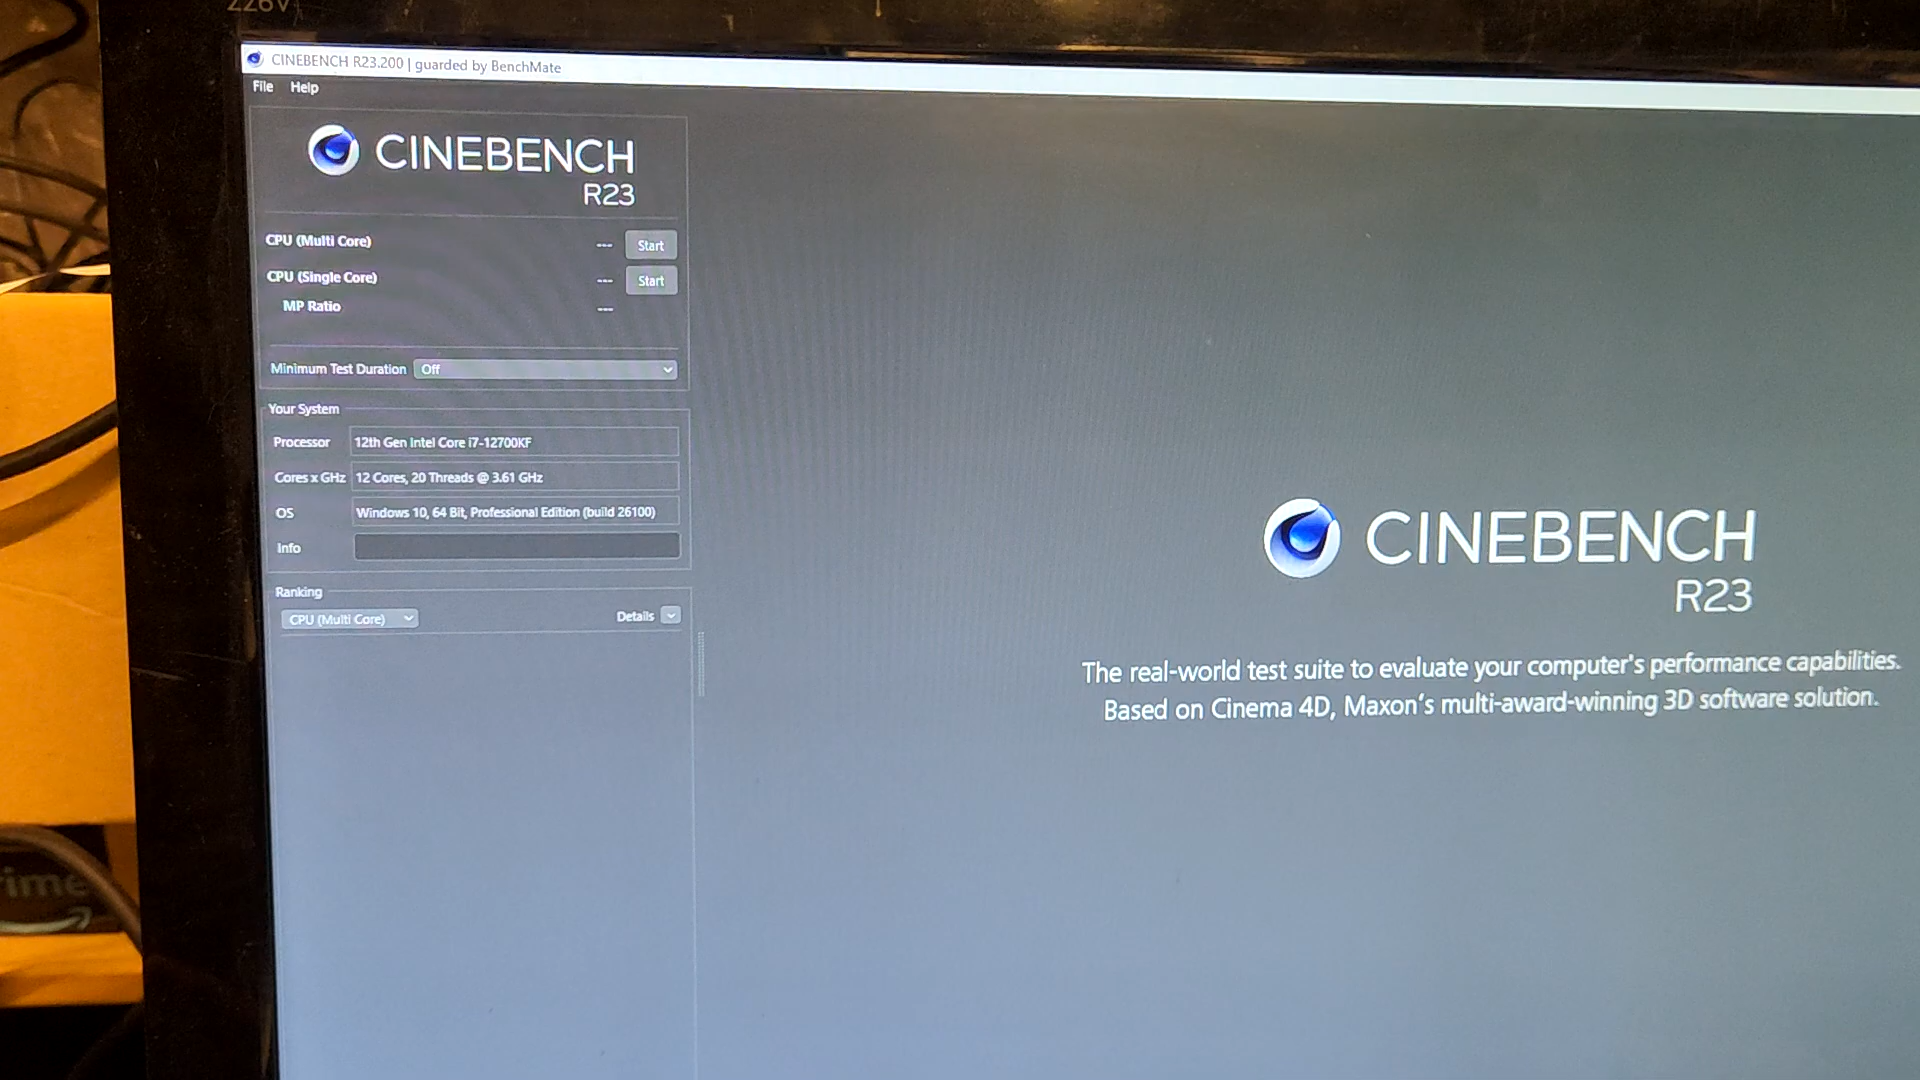 226V
CINEBENCH R23.200 | guarded by BenchMate
File Help
CINEBENCH
R23
CPU (Multi Core) --- Start
CPU (Single Core) --- Start
MP Ratio ---
Minimum Test Duration Off
Your System
Processor 12th Gen Intel Core i7-12700KF
Cores x GHz 12 Cores, 20 Threads @ 3.61 GHz
OS Windows 10, 64 Bit, Professional Edition (build 26100)
Info
Ranking
CPU (Multi Core) Details
CINEBENCH
R23
The real-world test suite to evaluate your computer's performance capabilities.
Based on Cinema 4D, Maxon's multi-award-winning 3D software solution.
ime